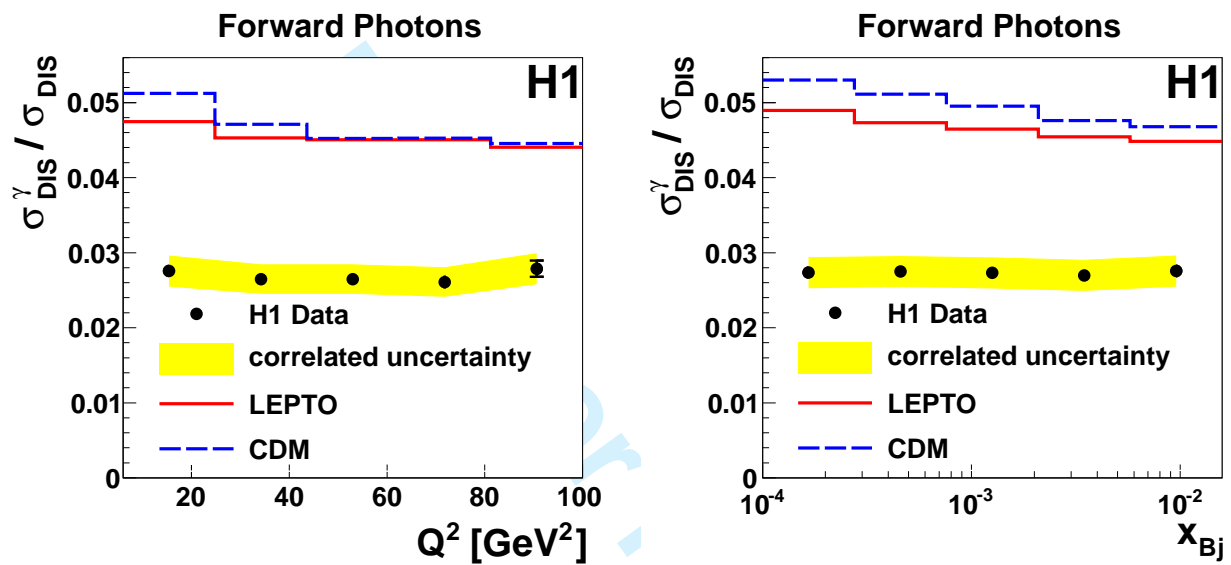 Forward Photons
H1
σ^γ_DIS / σ_DIS
0.05
0.04
0.03
0.02
0.01
0
H1 Data
correlated uncertainty
LEPTO
CDM
20 40 60 80 100
Q² [GeV²]
Forward Photons
H1
σ^γ_DIS / σ_DIS
0.05
0.04
0.03
0.02
0.01
0
H1 Data
correlated uncertainty
LEPTO
CDM
10⁻⁴ 10⁻³ 10⁻²
x_Bj